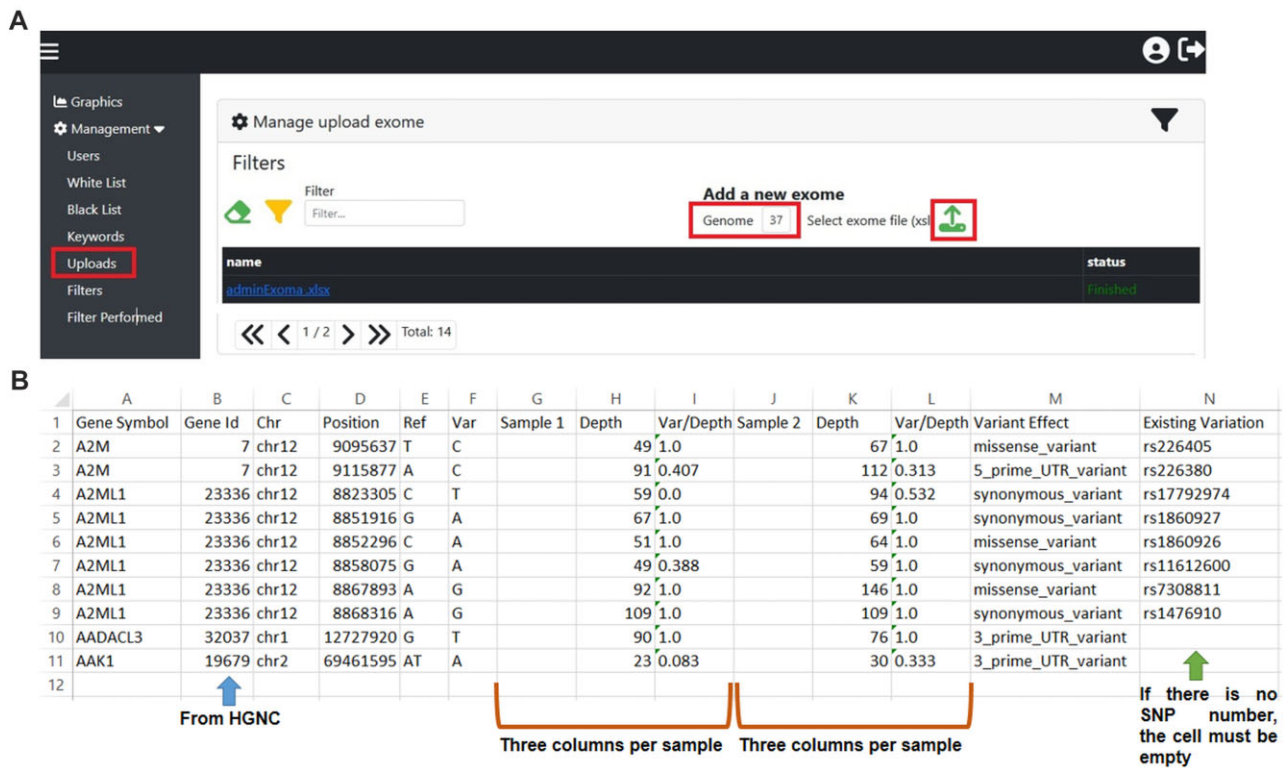 A
Graphics
Management
Users
White List
Black List
Keywords
Uploads
Filters
Filter Performed
Manage upload exome
Filters
Filter
Filter...
Add a new exome
Genome 37 Select exome file (xsl
name status
adminExoma.xlsx Finished
1 / 2 Total: 14
B
A B C D E F G H I J K L M N
1 Gene Symbol Gene Id Chr Position Ref Var Sample 1 Depth Var/Depth Sample 2 Depth Var/Depth Variant Effect Existing Variation
2 A2M 7 chr12 9095637 T C 49 1.0 67 1.0 missense_variant rs226405
3 A2M 7 chr12 9115877 A C 91 0.407 112 0.313 5_prime_UTR_variant rs226380
4 A2ML1 23336 chr12 8823305 C T 59 0.0 94 0.532 synonymous_variant rs17792974
5 A2ML1 23336 chr12 8851916 G A 67 1.0 69 1.0 synonymous_variant rs1860927
6 A2ML1 23336 chr12 8852296 C A 51 1.0 64 1.0 missense_variant rs1860926
7 A2ML1 23336 chr12 8858075 G A 49 0.388 59 1.0 synonymous_variant rs11612600
8 A2ML1 23336 chr12 8867893 A G 92 1.0 146 1.0 missense_variant rs7308811
9 A2ML1 23336 chr12 8868316 A G 109 1.0 109 1.0 synonymous_variant rs1476910
10 AADACL3 32037 chr1 12727920 G T 90 1.0 76 1.0 3_prime_UTR_variant
11 AAK1 19679 chr2 69461595 AT A 23 0.083 30 0.333 3_prime_UTR_variant
12
From HGNC
Three columns per sample Three columns per sample
If there is no
SNP number,
the cell must be
empty